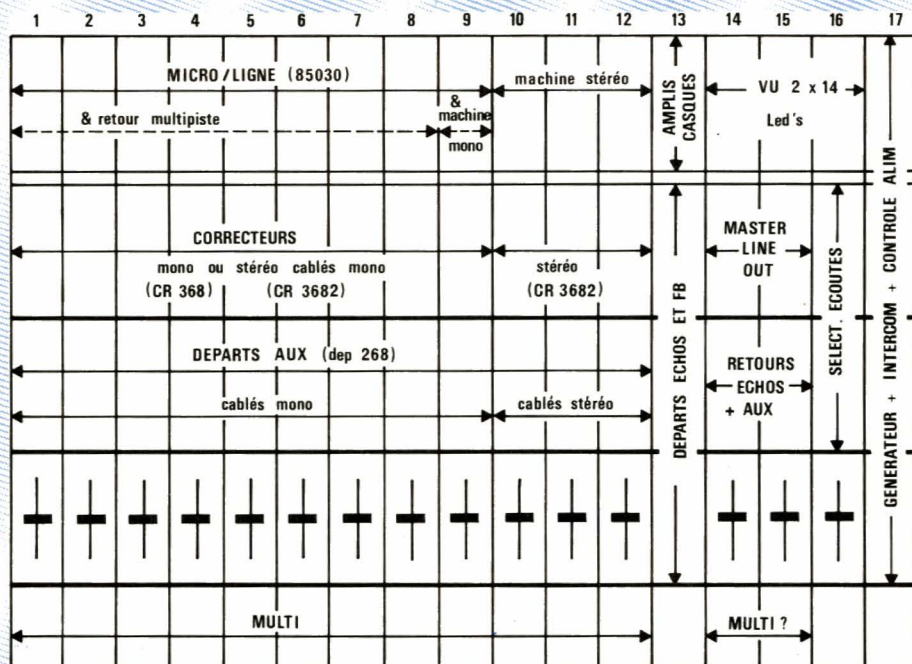 1 2 3 4 5 6 7 8 9 10 11 12 13 14 15 16 17
MICRO/LIGNE (85030)
& retour multipiste
&
machine
mono
machine stéréo
AMPLIS
CASQUES
VU 2 x 14
Led's
GENERATEUR + INTERCOM + CONTROLE ALIM
CORRECTEURS
mono ou stéréo cablés mono
(CR 368) (CR 3682)
stéréo
(CR 3682)
DEPARTS ECHOS ET FB
MASTER
LINE
OUT
SELECT. ECOUTES
DEPARTS AUX (dep 268)
cablés mono
cablés stéréo
RETOURS
ECHOS
+ AUX
MULTI
MULTI ?